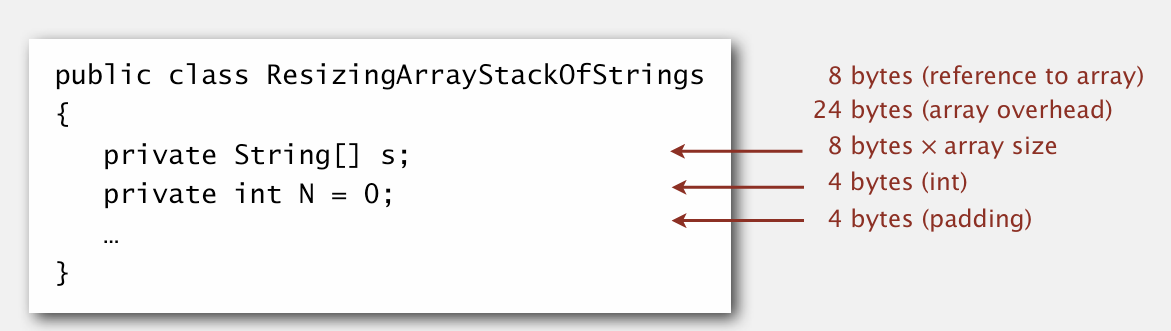 public class ResizingArrayStackOfStrings
{
private String[] s;
private int N = 0;
…
}
8 bytes (reference to array)
24 bytes (array overhead)
8 bytes × array size
4 bytes (int)
4 bytes (padding)